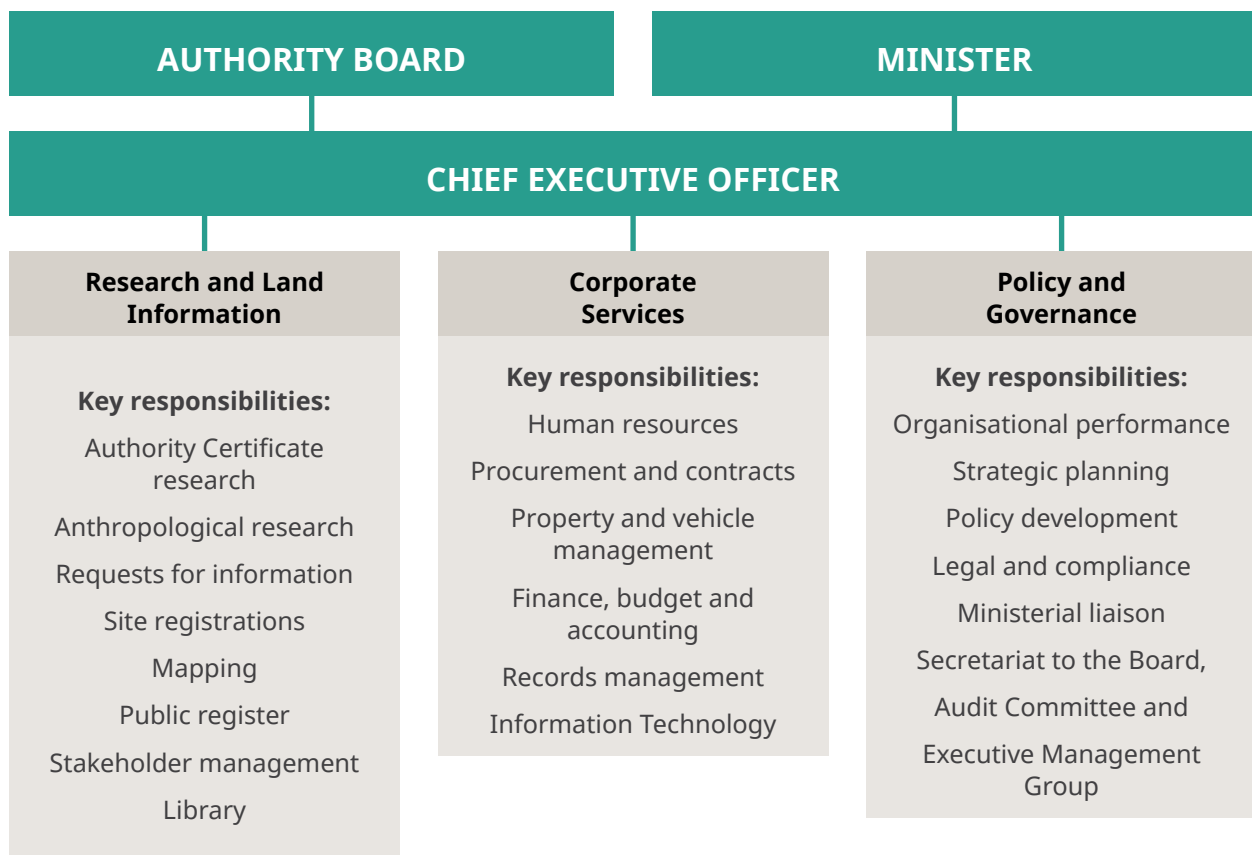 AUTHORITY BOARD
MINISTER
CHIEF EXECUTIVE OFFICER
Research and Land
Information
Key responsibilities:
Authority Certificate
research
Anthropological research
Requests for information
Site registrations
Mapping
Public register
Stakeholder management
Library
Corporate
Services
Key responsibilities:
Human resources
Procurement and contracts
Property and vehicle
management
Finance, budget and
accounting
Records management
Information Technology
Policy and
Governance
Key responsibilities:
Organisational performance
Strategic planning
Policy development
Legal and compliance
Ministerial liaison
Secretariat to the Board,
Audit Committee and
Executive Management
Group